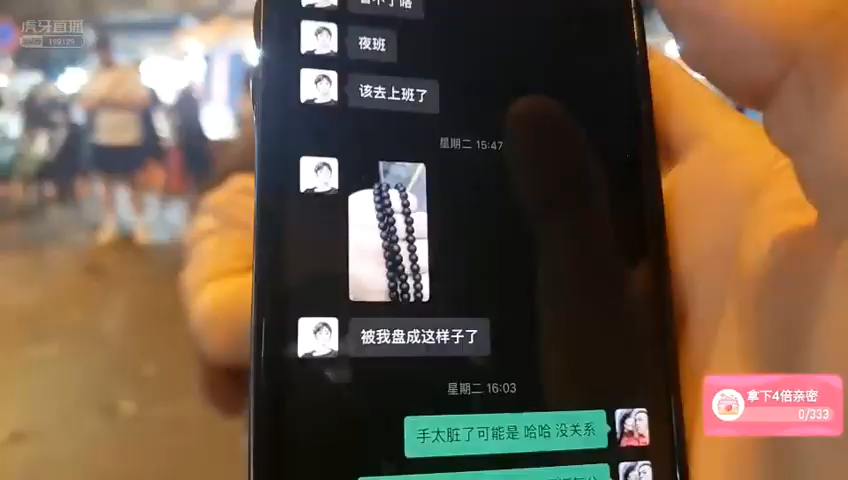 虎牙直播
199129
夜班
该去上班了
星期二 15:47
被我盘成这样子了
星期二 16:03
手太脏了可能是 哈哈 没关系
拿下4倍亲密
0/333